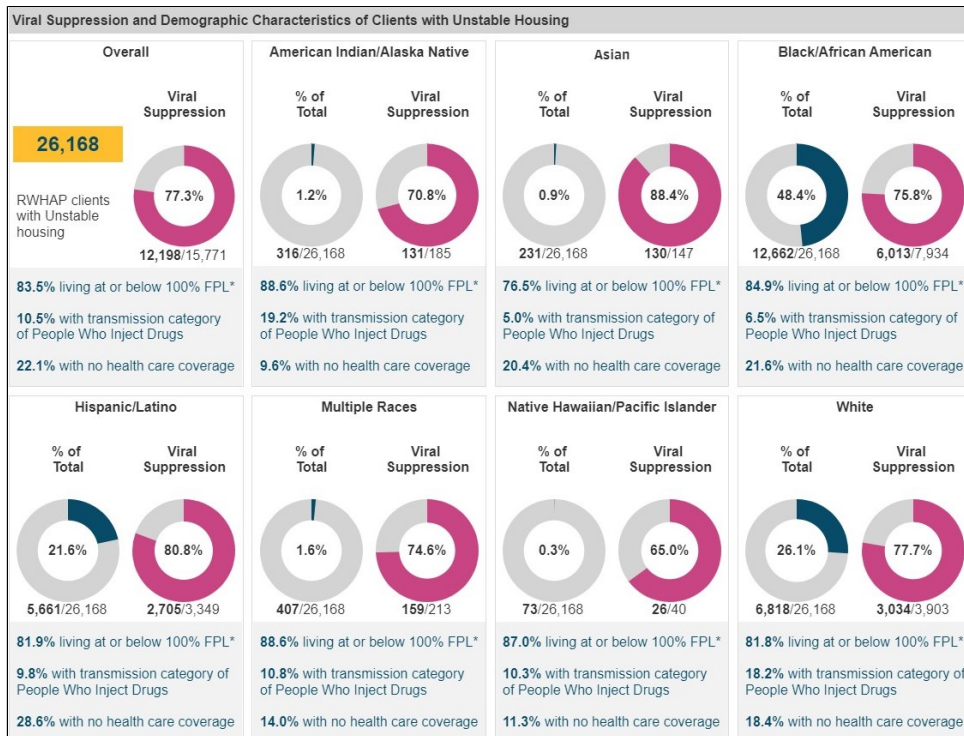 Viral Suppression and Demographic Characteristics of Clients with Unstable Housing
Overall
Viral
Suppression
26,168
RWHAP clients
with Unstable
housing
77.3%
12,198/15,771
83.5% living at or below 100% FPL*
10.5% with transmission category
of People Who Inject Drugs
22.1% with no health care coverage
American Indian/Alaska Native
% of
Total
Viral
Suppression
1.2%
70.8%
316/26,168
131/185
88.6% living at or below 100% FPL*
19.2% with transmission category
of People Who Inject Drugs
9.6% with no health care coverage
Asian
% of
Total
Viral
Suppression
0.9%
88.4%
231/26,168
130/147
76.5% living at or below 100% FPL*
5.0% with transmission category of
People Who Inject Drugs
20.4% with no health care coverage
Black/African American
% of
Total
Viral
Suppression
48.4%
75.8%
12,662/26,168
6,013/7,934
84.9% living at or below 100% FPL*
6.5% with transmission category of
People Who Inject Drugs
21.6% with no health care coverage
Hispanic/Latino
% of
Total
Viral
Suppression
21.6%
80.8%
5,661/26,168
2,705/3,349
81.9% living at or below 100% FPL*
9.8% with transmission category of
People Who Inject Drugs
28.6% with no health care coverage
Multiple Races
% of
Total
Viral
Suppression
1.6%
74.6%
407/26,168
159/213
88.6% living at or below 100% FPL*
10.8% with transmission category
of People Who Inject Drugs
14.0% with no health care coverage
Native Hawaiian/Pacific Islander
% of
Total
Viral
Suppression
0.3%
65.0%
73/26,168
26/40
87.0% living at or below 100% FPL*
10.3% with transmission category
of People Who Inject Drugs
11.3% with no health care coverage
White
% of
Total
Viral
Suppression
26.1%
77.7%
6,818/26,168
3,034/3,903
81.8% living at or below 100% FPL*
18.2% with transmission category of
People Who Inject Drugs
18.4% with no health care coverage